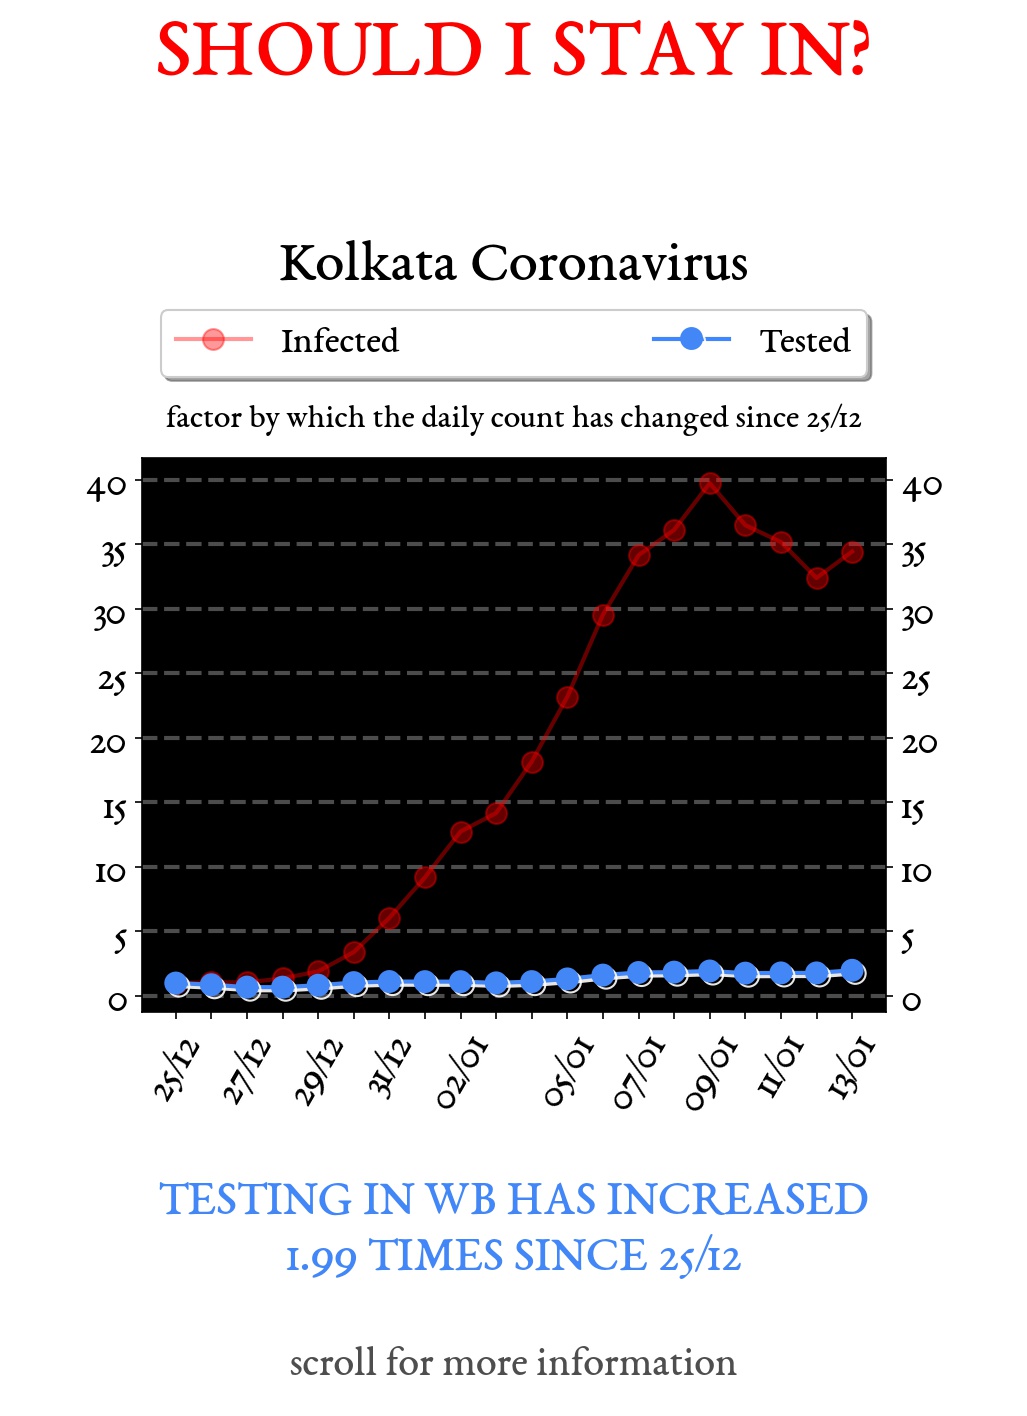 SHOULD I STAY IN?
Kolkata Coronavirus
Infected Tested
factor by which the daily count has changed since 25/12
40 40
35 35
30 30
25 25
20 20
15 15
10 10
5 5
0 0
25/12 27/12 29/12 31/12 02/01 05/01 07/01 09/01 11/01 13/01
TESTING IN WB HAS INCREASED
1.99 TIMES SINCE 25/12
scroll for more information